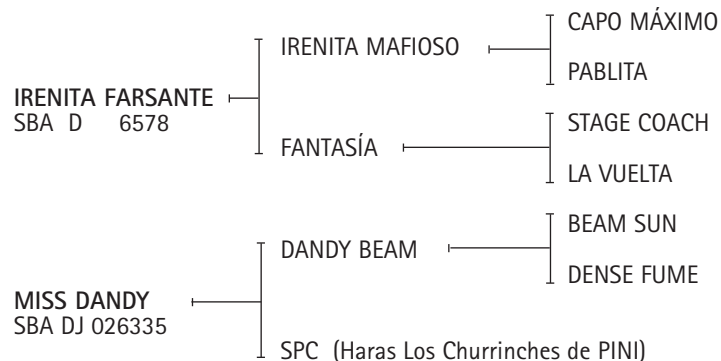 CAPO MÁXIMO
IRENITA MAFIOSO
PABLITA
IRENITA FARSANTE
SBA D 6578
STAGE COACH
FANTASÍA
LA VUELTA
BEAM SUN
DANDY BEAM
DENSE FUME
MISS DANDY
SBA DJ 026335
SPC (Haras Los Churrinches de PINI)